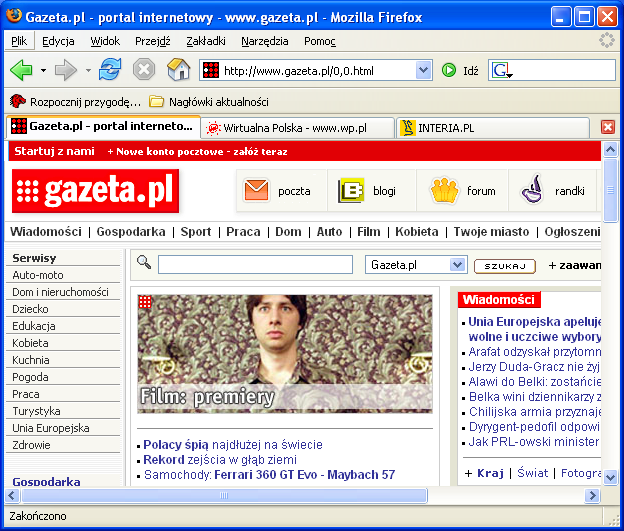 Gazeta.pl - portal internetowy - www.gazeta.pl - Mozilla Firefox
Plik Edycja Widok Przejdź Zakładki Narzędzia Pomoc
http://www.gazeta.pl/0,0.html Idź G
Rozpocznij przygodę... Nagłówki aktualności
Gazeta.pl - portal interneto... Wirtualna Polska - www.wp.pl INTERIA.PL
Startuj z nami + Nowe konto pocztowe - załóż teraz
gazeta.pl poczta blogi forum randki
Wiadomości | Gospodarka | Sport | Praca | Dom | Auto | Film | Kobieta | Twoje miasto | Ogłoszeni
Serwisy
Auto-moto
Dom i nieruchomości
Dziecko
Edukacja
Kobieta
Kuchnia
Pogoda
Praca
Turystyka
Unia Europejska
Zdrowie
Gospodarka
Gazeta.pl SZUKAJ + zaawan
Film: premiery
Polacy śpią najdłużej na świecie
Rekord zejścia w głąb ziemi
Samochody: Ferrari 360 GT Evo - Maybach 57
Wiadomości
Unia Europejska apeluje
wolne i uczciwe wybory
Arafat odzyskał przytomn
Jerzy Duda-Gracz nie żyj
Alawi do Belki: zostańcie
Belka wini dziennikarzy z
Chilijska armia przyznaje
Dyrygent-pedofil odpowi
Jak PRL-owski minister
+ Kraj | Świat | Fotogra
Zakończono